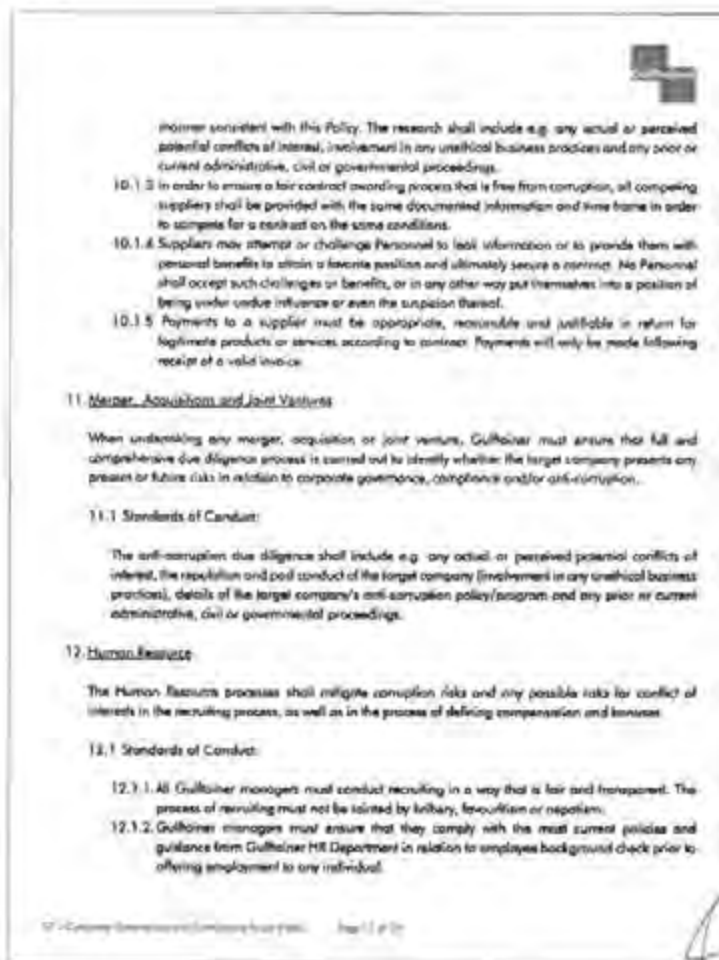 manner consistent with this Policy. The research shall include e.g. any actual or perceived
potential conflicts of interest, involvement in any unethical business practices and any prior or
current administrative, civil or governmental proceedings.
10.1.3 In order to ensure a fair contract awarding process that is free from corruption, all competing
suppliers shall be provided with the same documented information and time frame in order
to compete for a contract on the same conditions.
10.1.4 Suppliers may attempt or challenge Personnel to leak information or to provide them with
personal benefits to attain a favorite position and ultimately secure a contract. No Personnel
shall accept such challenges or benefits, or in any other way put themselves into a position of
being under undue influence or even the suspicion thereof.
10.1.5 Payments to a supplier must be appropriate, reasonable and justifiable in return for
legitimate products or services according to contract. Payments will only be made following
receipt of a valid invoice.
11. Merger, Acquisitions and Joint Ventures
When undertaking any merger, acquisition or joint venture, Gulftainer must ensure that full and
comprehensive due diligence process is carried out to identify whether the target company presents any
present or future risks in relation to corporate governance, compliance and/or anti-corruption.
11.1 Standards of Conduct:
The anti-corruption due diligence shall include e.g. any actual or perceived potential conflicts of
interest, the reputation and past conduct of the target company (involvement in any unethical business
practices), details of the target company's anti-corruption policy/program and any prior or current
administrative, civil or governmental proceedings.
12. Human Resource
The Human Resource processes shall mitigate corruption risks and any possible risks for conflict of
interests in the recruiting process, as well as in the process of defining compensation and bonuses.
12.1 Standards of Conduct:
12.1.1. All Gulftainer managers must conduct recruiting in a way that is fair and transparent. The
process of recruiting must not be tainted by bribery, favouritism or nepotism.
12.1.2. Gulftainer managers must ensure that they comply with the most current policies and
guidance from Gulftainer HR Department in relation to employee background check prior to
offering employment to any individual.